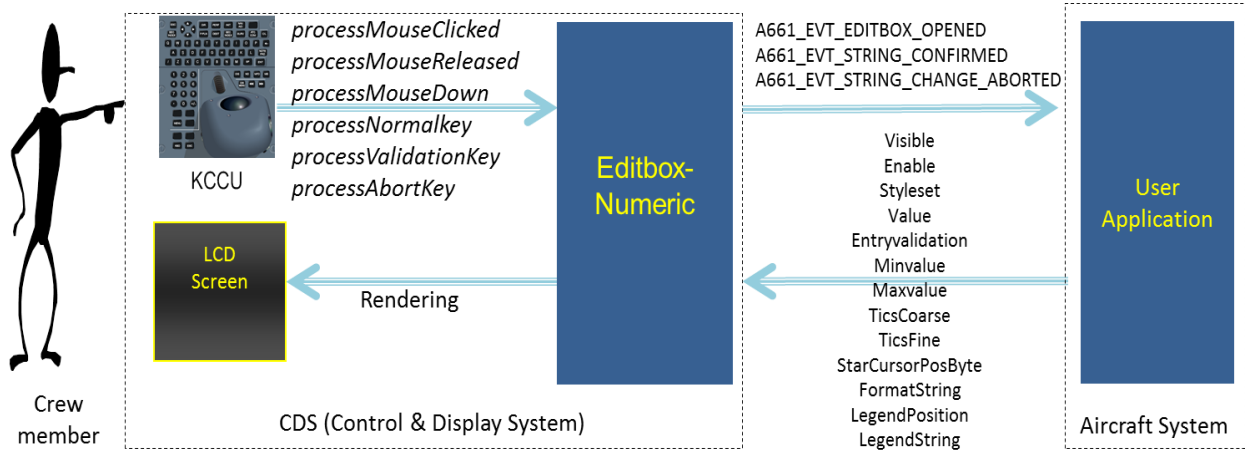 processMouseClicked
processMouseReleased
processMouseDown
processNormalkey
processValidationKey
processAbortKey
KCCU
LCD
Screen
Rendering
Editbox-
Numeric
A661_EVT_EDITBOX_OPENED
A661_EVT_STRING_CONFIRMED
A661_EVT_STRING_CHANGE_ABORTED
Visible
Enable
Styleset
Value
Entryvalidation
Minvalue
Maxvalue
TicsCoarse
TicsFine
StarCursorPosByte
FormatString
LegendPosition
LegendString
User
Application
Crew
member
CDS (Control & Display System)
Aircraft System